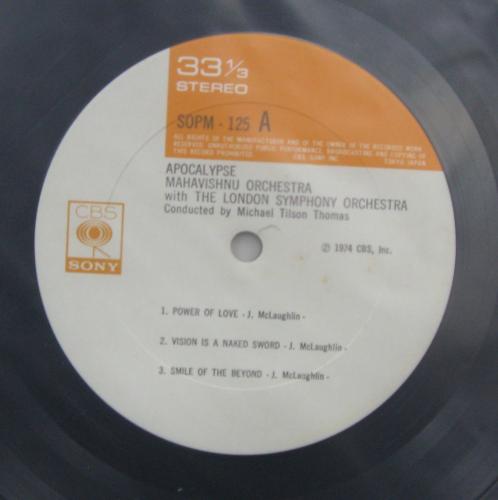 33 1/3
STEREO
SOPM - 125 A
ALL RIGHTS OF THE MANUFACTURER AND OF THE OWNER OF THE RECORDED WORK
RESERVED. UNAUTHORIZED PUBLIC PERFORMANCE BROADCASTING AND COPYING OF
THIS RECORD PROHIBITED
CBS/SONY INC.
TOKYO JAPAN
APOCALYPSE
MAHAVISHNU ORCHESTRA
with THE LONDON SYMPHONY ORCHESTRA
Conducted by Michael Tilson Thomas
CBS
SONY
℗ 1974 CBS, Inc.
1. POWER OF LOVE - J. McLaughlin -
2. VISION IS A NAKED SWORD - J. McLaughlin -
3. SMILE OF THE BEYOND - J. McLaughlin -